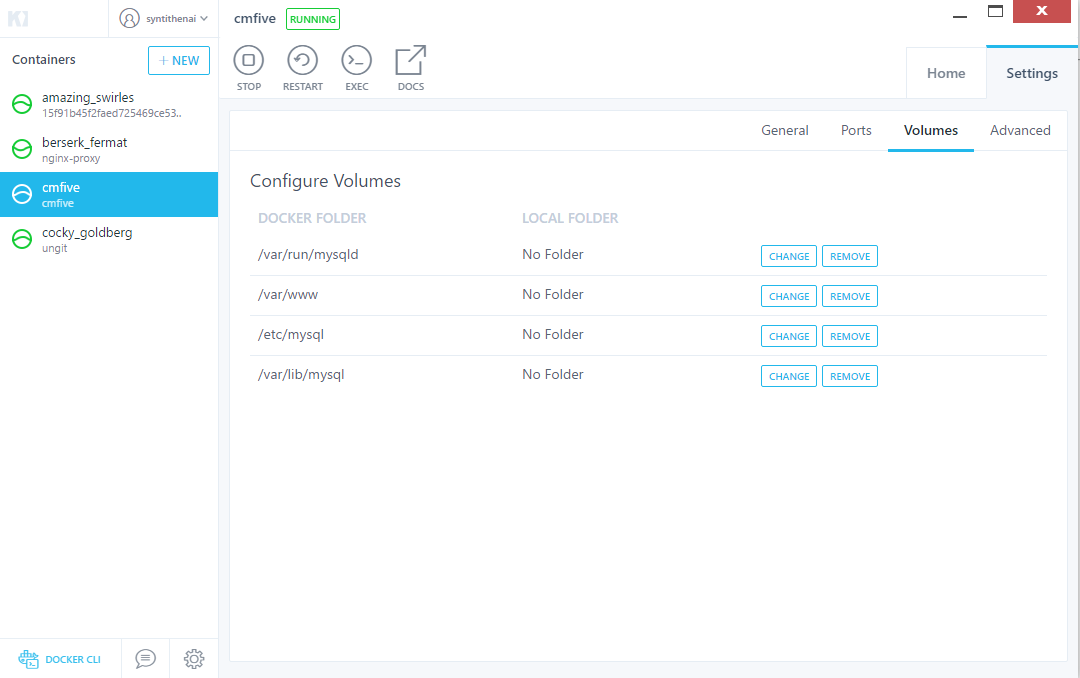 syntithenai
Containers
+ NEW
amazing_swirles
15f91b45f2faed725469ce53..
berserk_fermat
nginx-proxy
cmfive
cmfive
cocky_goldberg
ungit
DOCKER CLI
cmfive RUNNING
STOP RESTART EXEC DOCS
Home Settings
General Ports Volumes Advanced
Configure Volumes
DOCKER FOLDER LOCAL FOLDER
/var/run/mysqld No Folder CHANGE REMOVE
/var/www No Folder CHANGE REMOVE
/etc/mysql No Folder CHANGE REMOVE
/var/lib/mysql No Folder CHANGE REMOVE